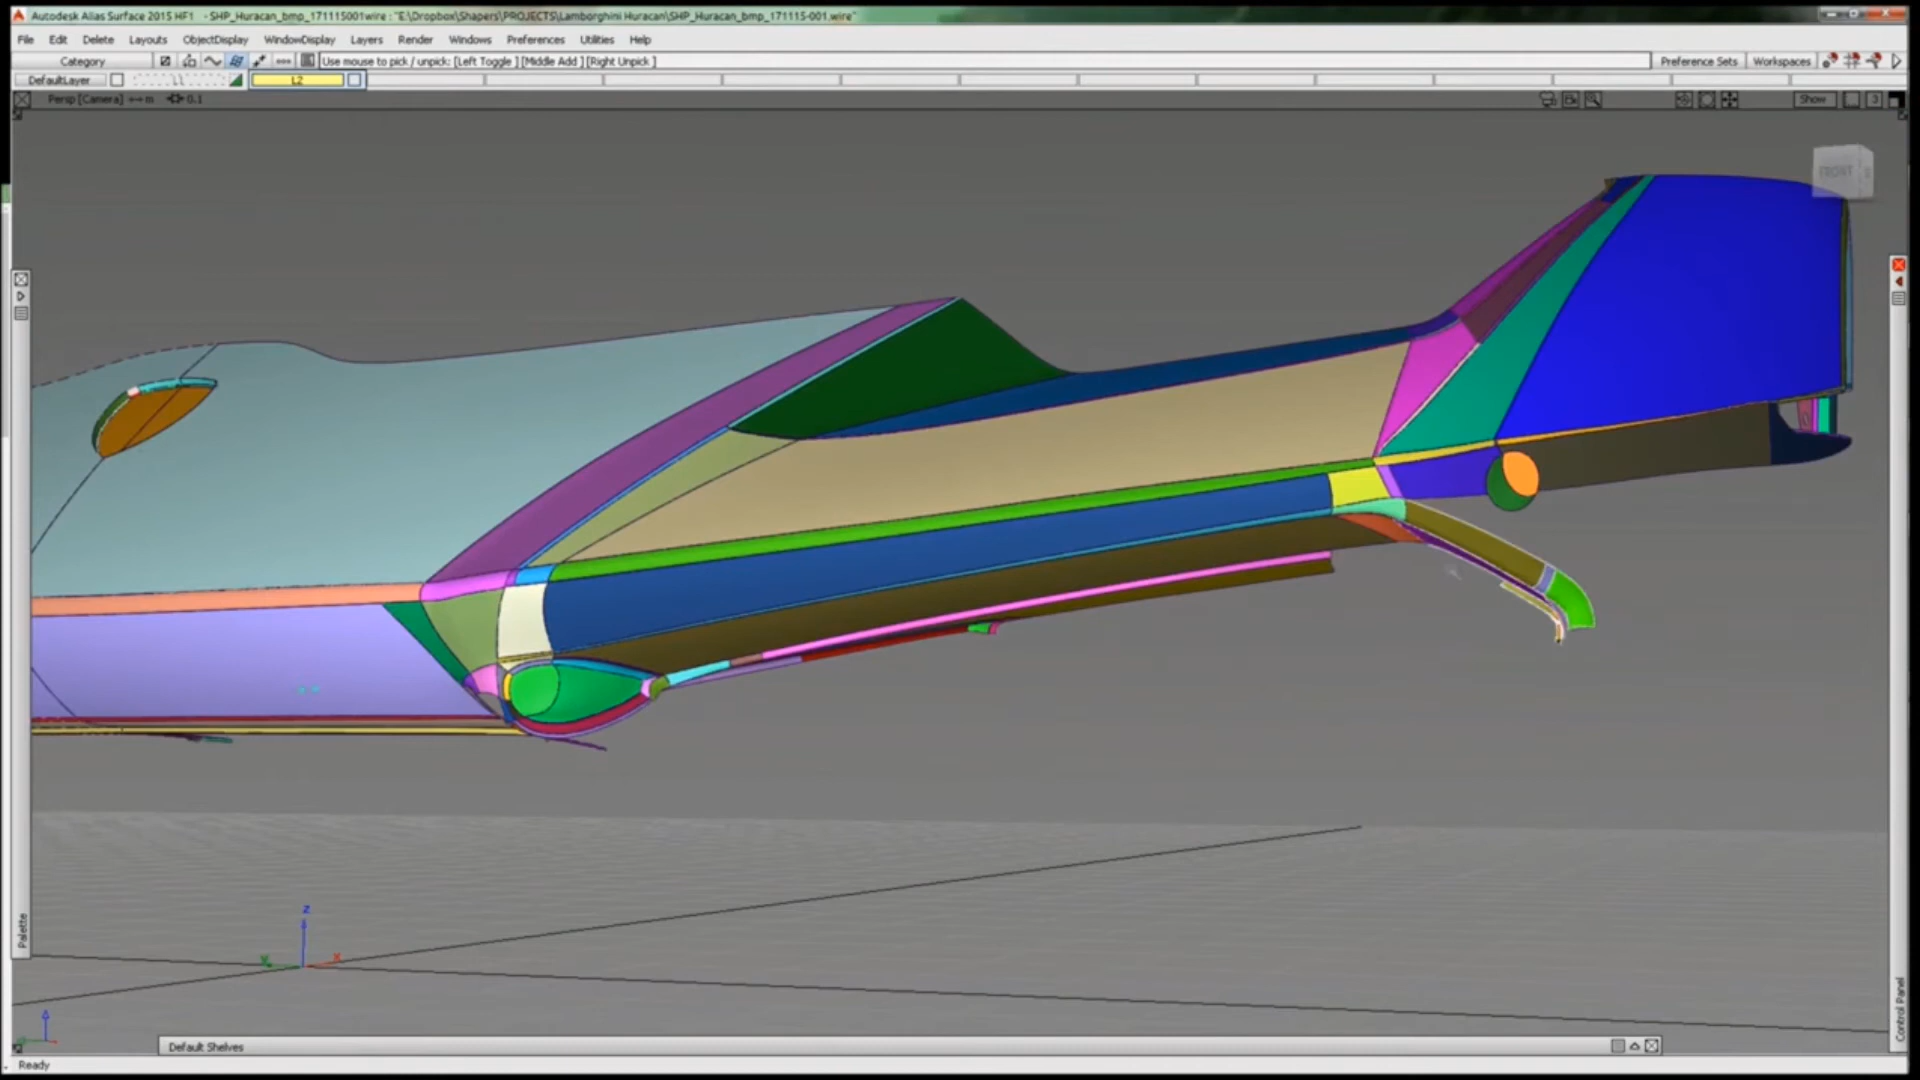 Autodesk Alias Surface 2015 HF1 - SHP_Huracan_bmp_171115001wire : "E:\Dropbox\Shapers\PROJECTS\Lamborghini Huracan\SHP_Huracan_bmp_171115-001.wire"
File Edit Delete Layouts ObjectDisplay WindowDisplay Layers Render Windows Preferences Utilities Help
Category Use mouse to pick / unpick: [Left Toggle ] [Middle Add ] [Right Unpick ] Preference Sets Workspaces
DefaultLayer L2
Persp [Camera] m 0.1 Show 3
FRONT
Palette
Control Panel
z
y x
Default Shelves
Ready